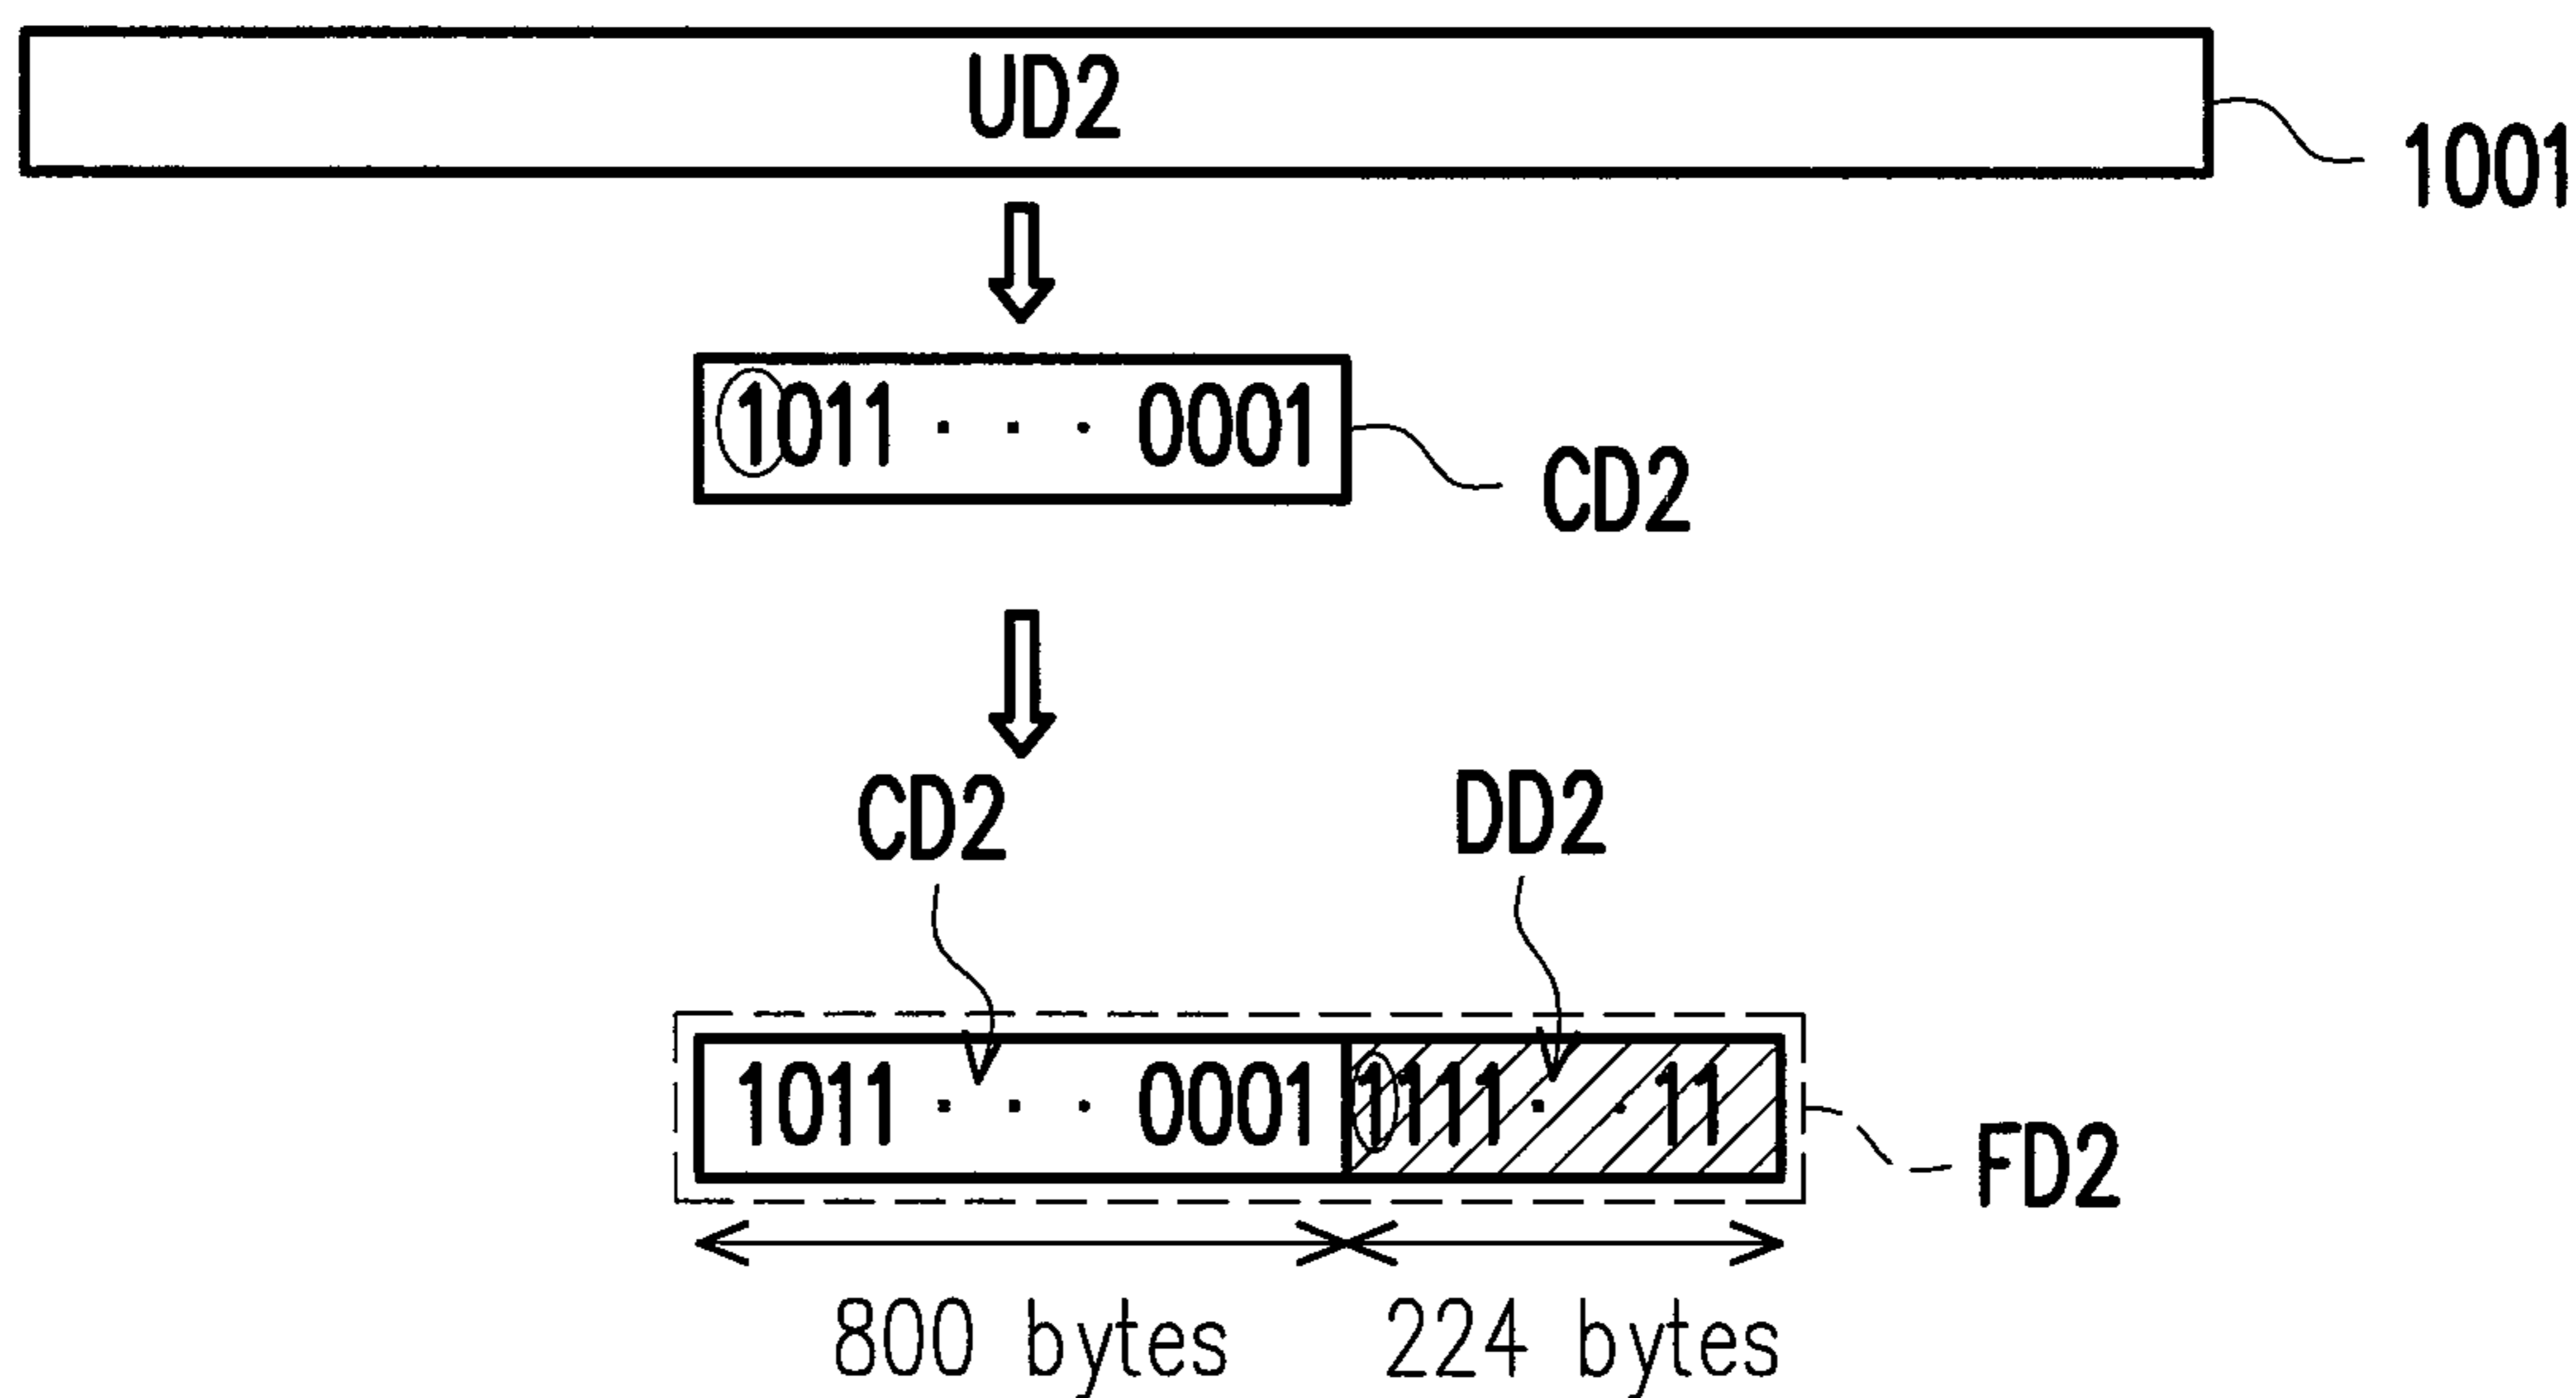 UD2
1001
1011 · · · 0001
CD2
CD2
DD2
1011 · · · 0001 1111 · · 11
FD2
800 bytes
224 bytes